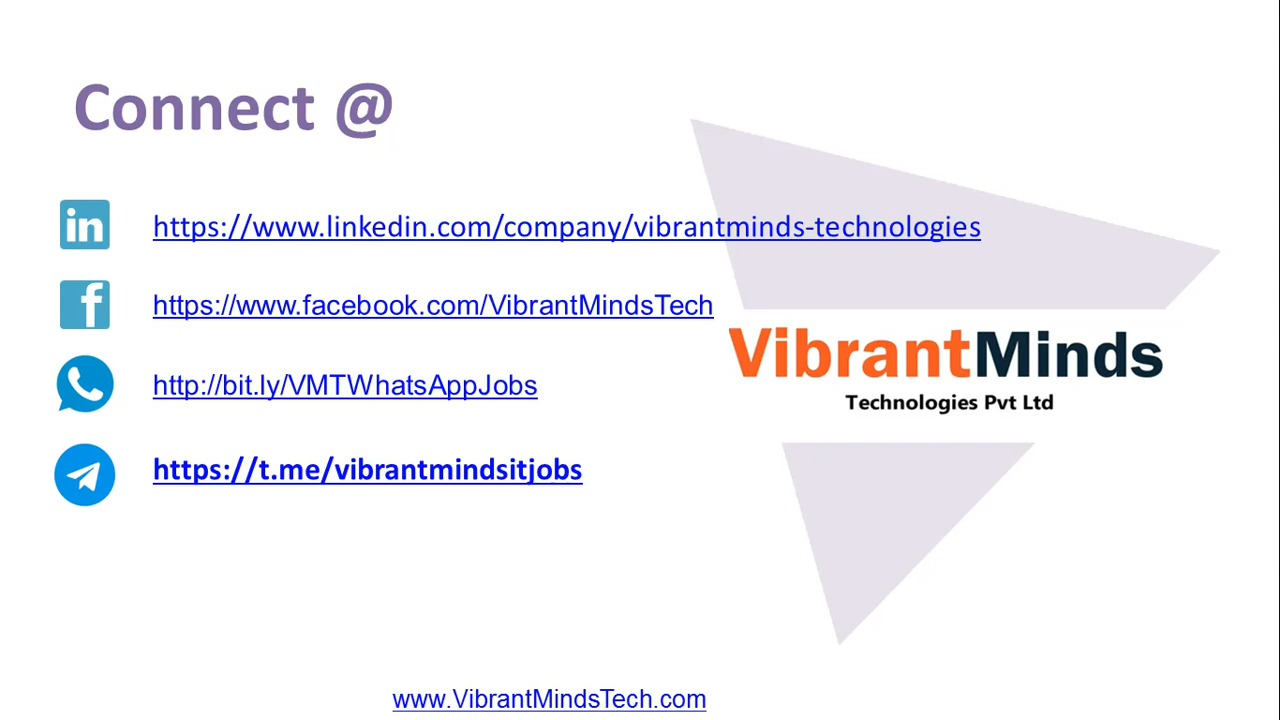 Connect @
in https://www.linkedin.com/company/vibrantminds-technologies
f https://www.facebook.com/VibrantMindsTech
VibrantMinds
Technologies Pvt Ltd
http://bit.ly/VMTWhatsAppJobs
https://t.me/vibrantmindsitjobs
www.VibrantMindsTech.com